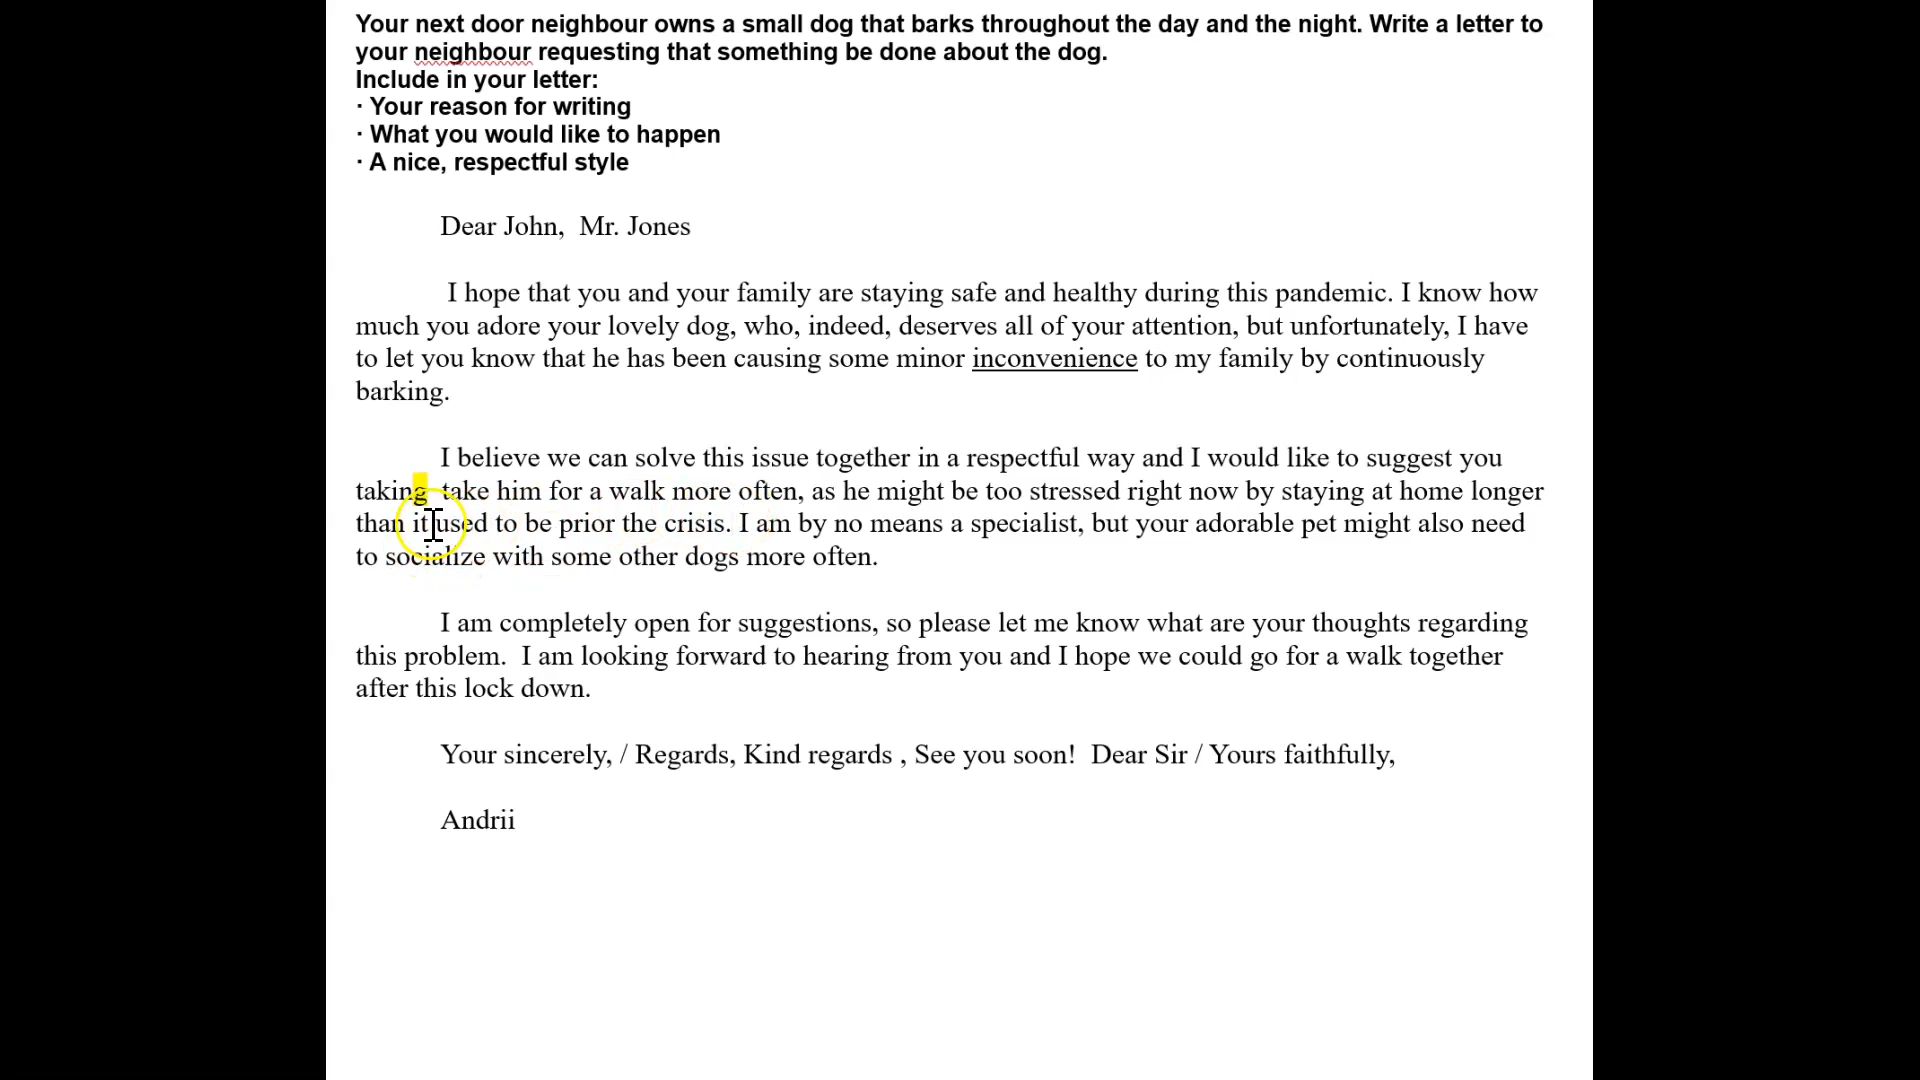 Your next door neighbour owns a small dog that barks throughout the day and the night. Write a letter to
your neighbour requesting that something be done about the dog.
Include in your letter:
· Your reason for writing
· What you would like to happen
· A nice, respectful style
Dear John,  Mr. Jones
I hope that you and your family are staying safe and healthy during this pandemic. I know how
much you adore your lovely dog, who, indeed, deserves all of your attention, but unfortunately, I have
to let you know that he has been causing some minor inconvenience to my family by continuously
barking.
I believe we can solve this issue together in a respectful way and I would like to suggest you
taking  take him for a walk more often, as he might be too stressed right now by staying at home longer
than it used to be prior the crisis. I am by no means a specialist, but your adorable pet might also need
to socialize with some other dogs more often.
I am completely open for suggestions, so please let me know what are your thoughts regarding
this problem.  I am looking forward to hearing from you and I hope we could go for a walk together
after this lock down.
Your sincerely, / Regards, Kind regards , See you soon!  Dear Sir / Yours faithfully,
Andrii